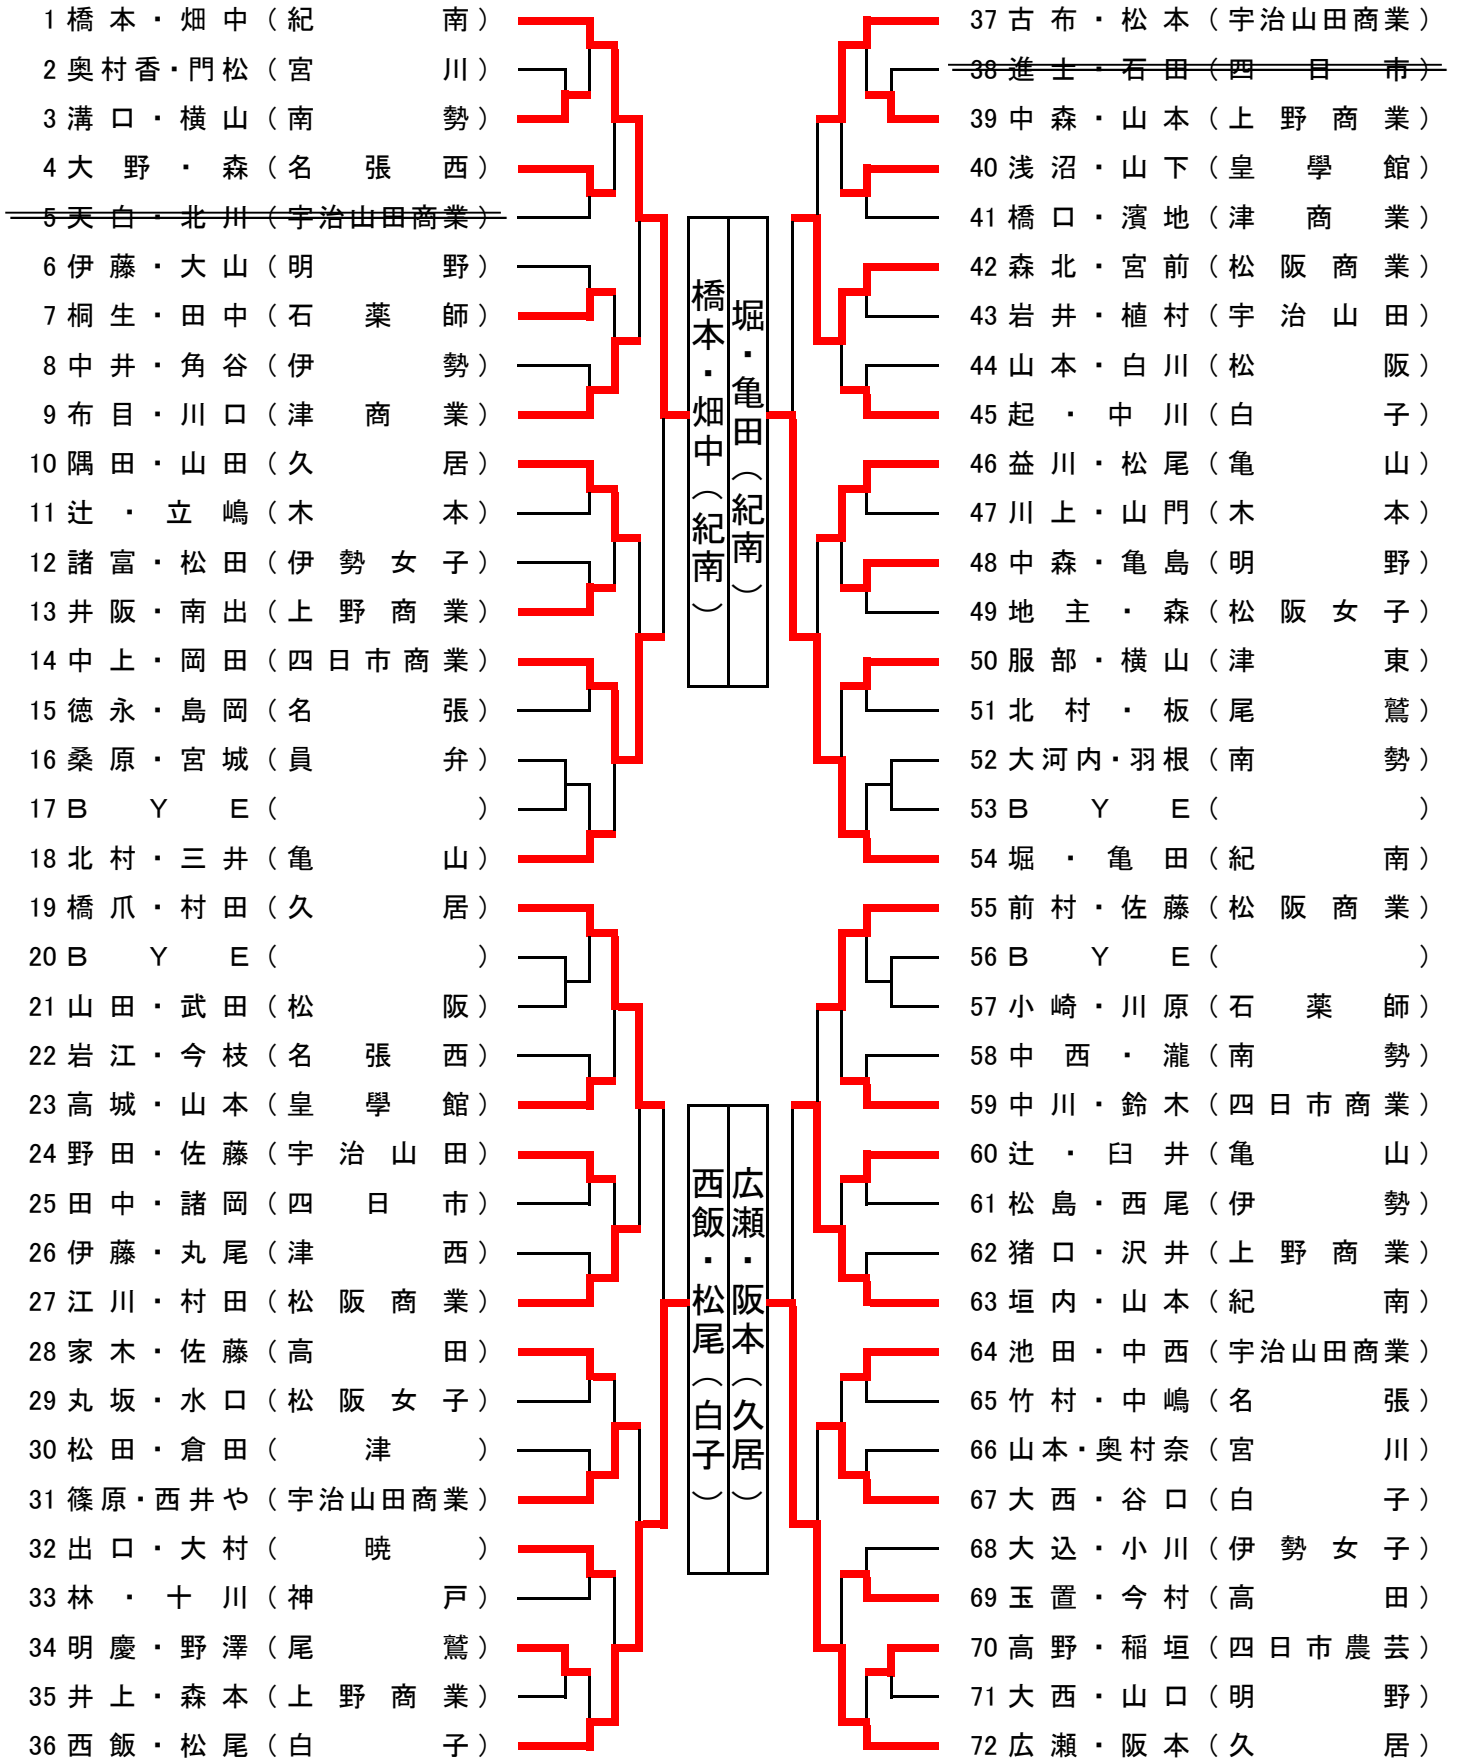 1 橋本・畑中（紀南）
2 奥村香・門松（宮川）
3 溝口・横山（南勢）
4 大野・森（名張西）
5 天白・北川（宇治山田商業）
6 伊藤・大山（明野）
7 桐生・田中（石薬師）
8 中井・角谷（伊勢）
9 布目・川口（津商業）
10 隅田・山田（久居）
11 辻・立嶋（木本）
12 諸富・松田（伊勢女子）
13 井阪・南出（上野商業）
14 中上・岡田（四日市商業）
15 徳永・島岡（名張）
16 桑原・宮城（員弁）
17 ＢＹＥ（）
18 北村・三井（亀山）
19 橋爪・村田（久居）
20 ＢＹＥ（）
21 山田・武田（松阪）
22 岩江・今枝（名張西）
23 高城・山本（皇學館）
24 野田・佐藤（宇治山田）
25 田中・諸岡（四日市）
26 伊藤・丸尾（津西）
27 江川・村田（松阪商業）
28 家木・佐藤（高田）
29 丸坂・水口（松阪女子）
30 松田・倉田（津）
31 篠原・西井や（宇治山田商業）
32 出口・大村（暁）
33 林・十川（神戸）
34 明慶・野澤（尾鷲）
35 井上・森本（上野商業）
36 西飯・松尾（白子）
橋本・畑中（紀南）
堀・亀田（紀南）
西飯・松尾（白子）
広瀬・阪本（久居）
37 古布・松本（宇治山田商業）
38 進士・石田（四日市）
39 中森・山本（上野商業）
40 浅沼・山下（皇學館）
41 橋口・濱地（津商業）
42 森北・宮前（松阪商業）
43 岩井・植村（宇治山田）
44 山本・白川（松阪）
45 起・中川（白子）
46 益川・松尾（亀山）
47 川上・山門（木本）
48 中森・亀島（明野）
49 地主・森（松阪女子）
50 服部・横山（津東）
51 北村・板（尾鷲）
52 大河内・羽根（南勢）
53 ＢＹＥ（）
54 堀・亀田（紀南）
55 前村・佐藤（松阪商業）
56 ＢＹＥ（）
57 小崎・川原（石薬師）
58 中西・瀧（南勢）
59 中川・鈴木（四日市商業）
60 辻・臼井（亀山）
61 松島・西尾（伊勢）
62 猪口・沢井（上野商業）
63 垣内・山本（紀南）
64 池田・中西（宇治山田商業）
65 竹村・中嶋（名張）
66 山本・奥村奈（宮川）
67 大西・谷口（白子）
68 大込・小川（伊勢女子）
69 玉置・今村（高田）
70 高野・稲垣（四日市農芸）
71 大西・山口（明野）
72 広瀬・阪本（久居）